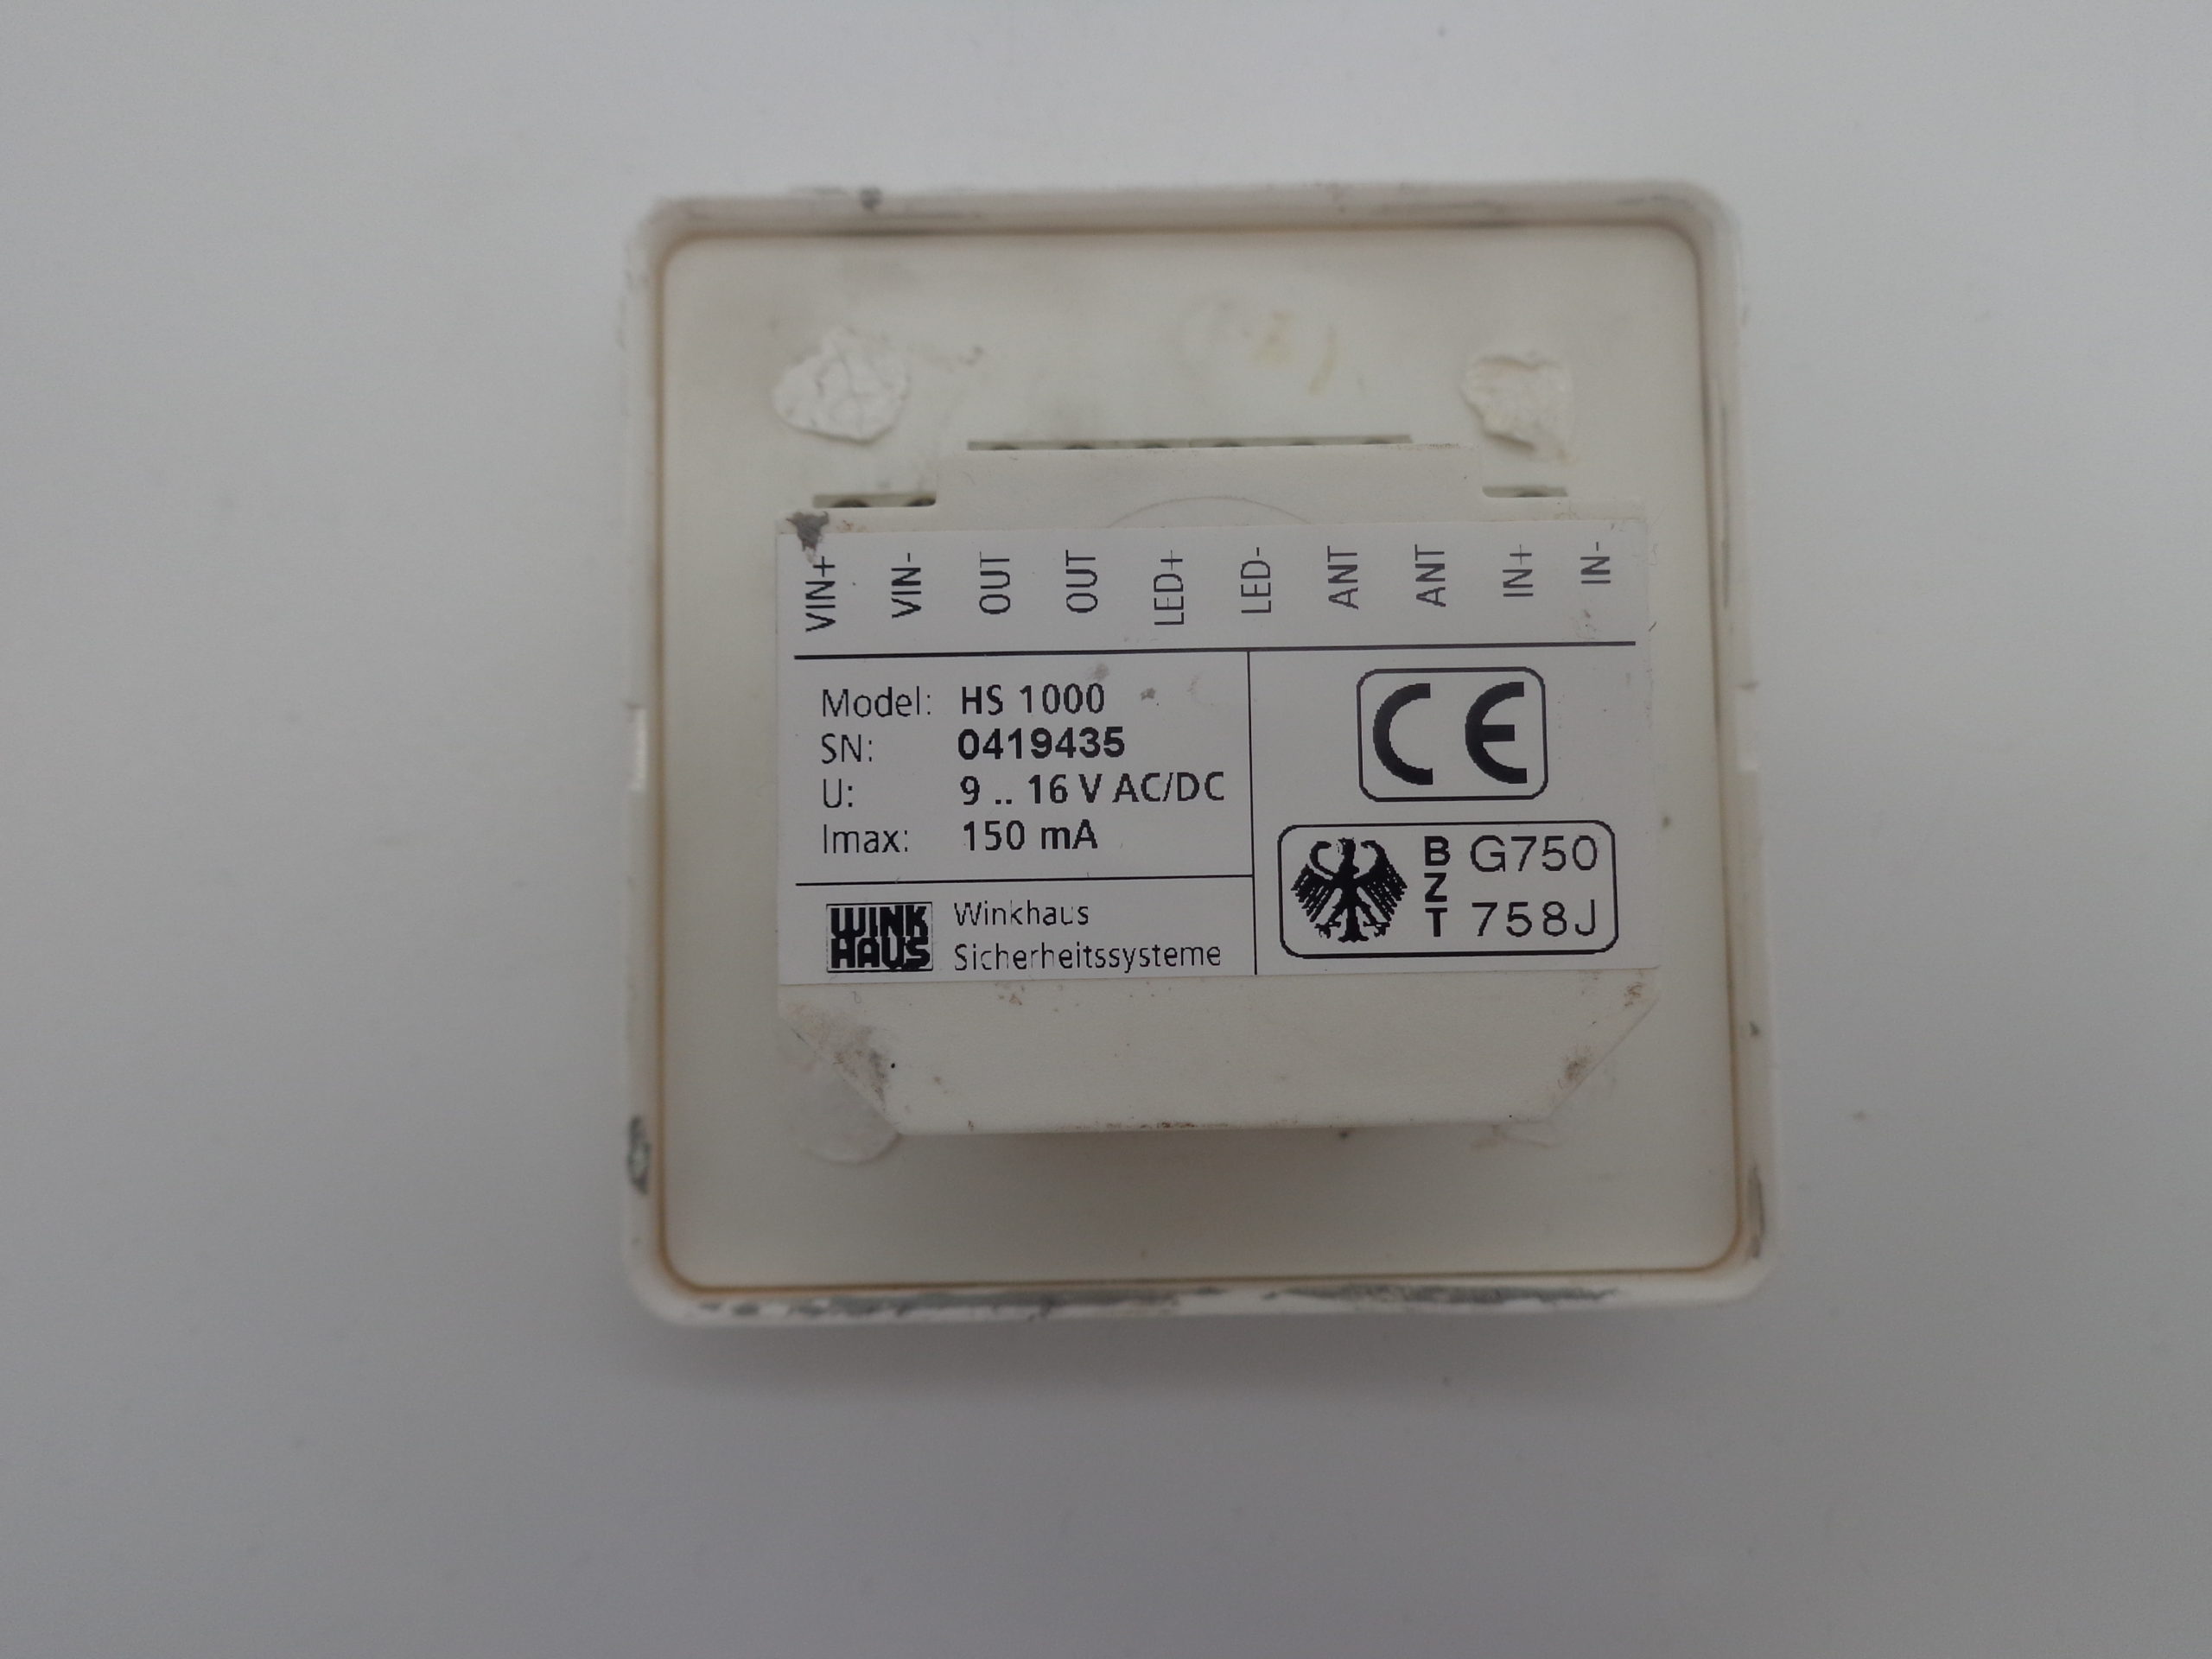 VIN+ VIN- OUT OUT LED+ LED- ANT ANT IN+ IN-
Model: HS 1000
SN: 0419435
U: 9 .. 16 V AC/DC
Imax: 150 mA
WINK
HAUS
Winkhaus
Sicherheitssysteme
CE
BZT
G750
758J